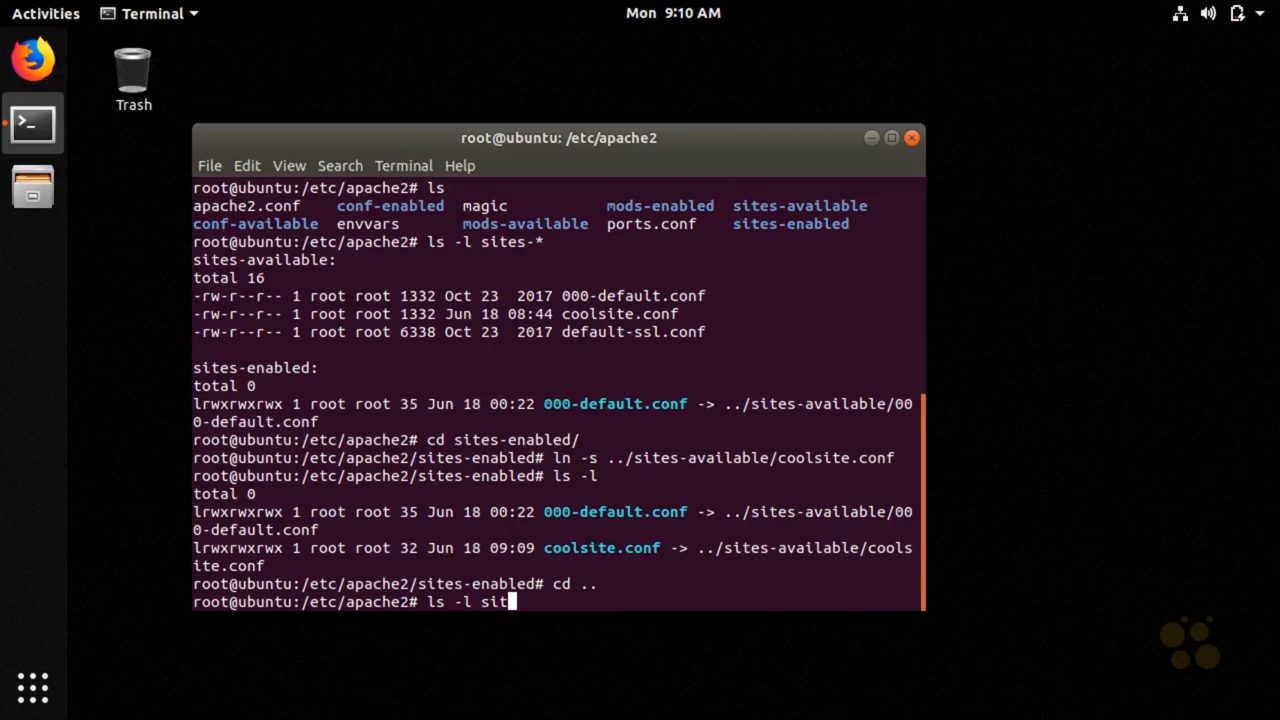 Activities Terminal Mon 9:10 AM
Trash
root@ubuntu: /etc/apache2
File Edit View Search Terminal Help
root@ubuntu:/etc/apache2# ls
apache2.conf conf-enabled magic mods-enabled sites-available
conf-available envvars mods-available ports.conf sites-enabled
root@ubuntu:/etc/apache2# ls -l sites-*
sites-available:
total 16
-rw-r--r-- 1 root root 1332 Oct 23  2017 000-default.conf
-rw-r--r-- 1 root root 1332 Jun 18 08:44 coolsite.conf
-rw-r--r-- 1 root root 6338 Oct 23  2017 default-ssl.conf
sites-enabled:
total 0
lrwxrwxrwx 1 root root 35 Jun 18 00:22 000-default.conf -> ../sites-available/00
0-default.conf
root@ubuntu:/etc/apache2# cd sites-enabled/
root@ubuntu:/etc/apache2/sites-enabled# ln -s ../sites-available/coolsite.conf
root@ubuntu:/etc/apache2/sites-enabled# ls -l
total 0
lrwxrwxrwx 1 root root 35 Jun 18 00:22 000-default.conf -> ../sites-available/00
0-default.conf
lrwxrwxrwx 1 root root 32 Jun 18 09:09 coolsite.conf -> ../sites-available/cools
ite.conf
root@ubuntu:/etc/apache2/sites-enabled# cd ..
root@ubuntu:/etc/apache2# ls -l sit